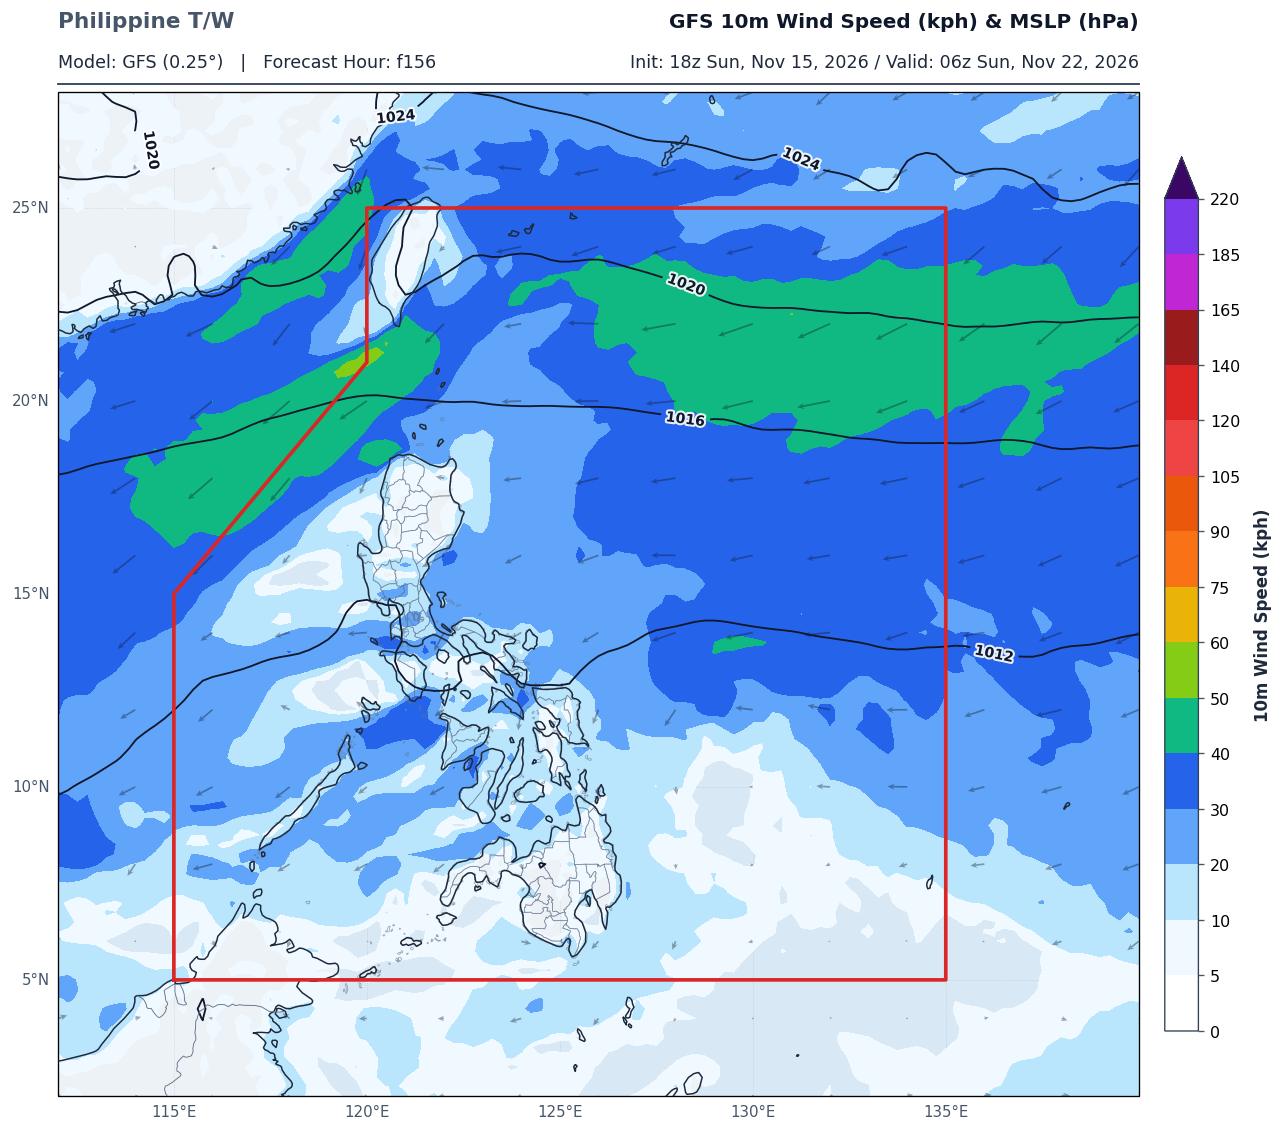 Philippine T/W
GFS 10m Wind Speed (kph) & MSLP (hPa)
Model: GFS (0.25°)   |   Forecast Hour: f156
Init: 18z Sun, Nov 15, 2026 / Valid: 06z Sun, Nov 22, 2026
1024
1020
1024
1020
1016
1012
25°N
20°N
15°N
10°N
5°N
115°E
120°E
125°E
130°E
135°E
220
185
165
140
120
105
90
75
60
50
40
30
20
10
5
0
10m Wind Speed (kph)